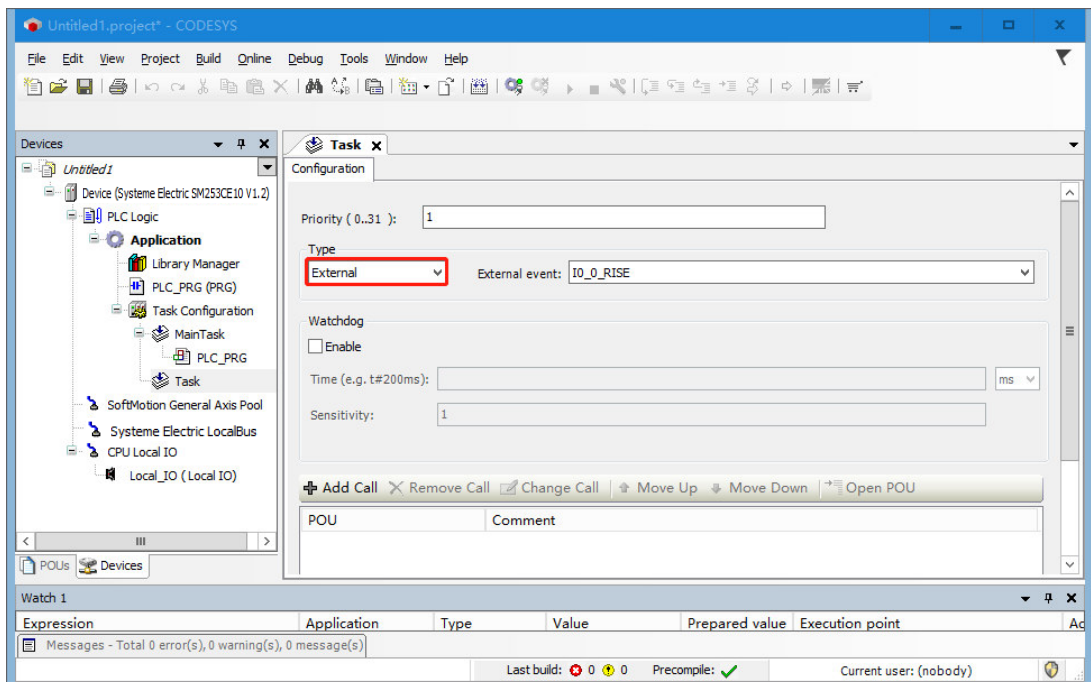 Untitled1.project* - CODESYS
File Edit View Project Build Online Debug Tools Window Help
Devices
Untitled1
Device (Systeme Electric SM253CE10 V1.2)
PLC Logic
Application
Library Manager
PLC_PRG (PRG)
Task Configuration
MainTask
PLC_PRG
Task
SoftMotion General Axis Pool
Systeme Electric LocalBus
CPU Local IO
Local_IO (Local IO)
POUs Devices
Task
Configuration
Priority ( 0..31 ): 1
Type
External External event: I0_0_RISE
Watchdog
Enable
Time (e.g. t#200ms): ms
Sensitivity: 1
Add Call Remove Call Change Call Move Up Move Down Open POU
POU Comment
Watch 1
Expression Application Type Value Prepared value Execution point Ad
Messages - Total 0 error(s), 0 warning(s), 0 message(s)
Last build: 0 0 Precompile: Current user: (nobody)